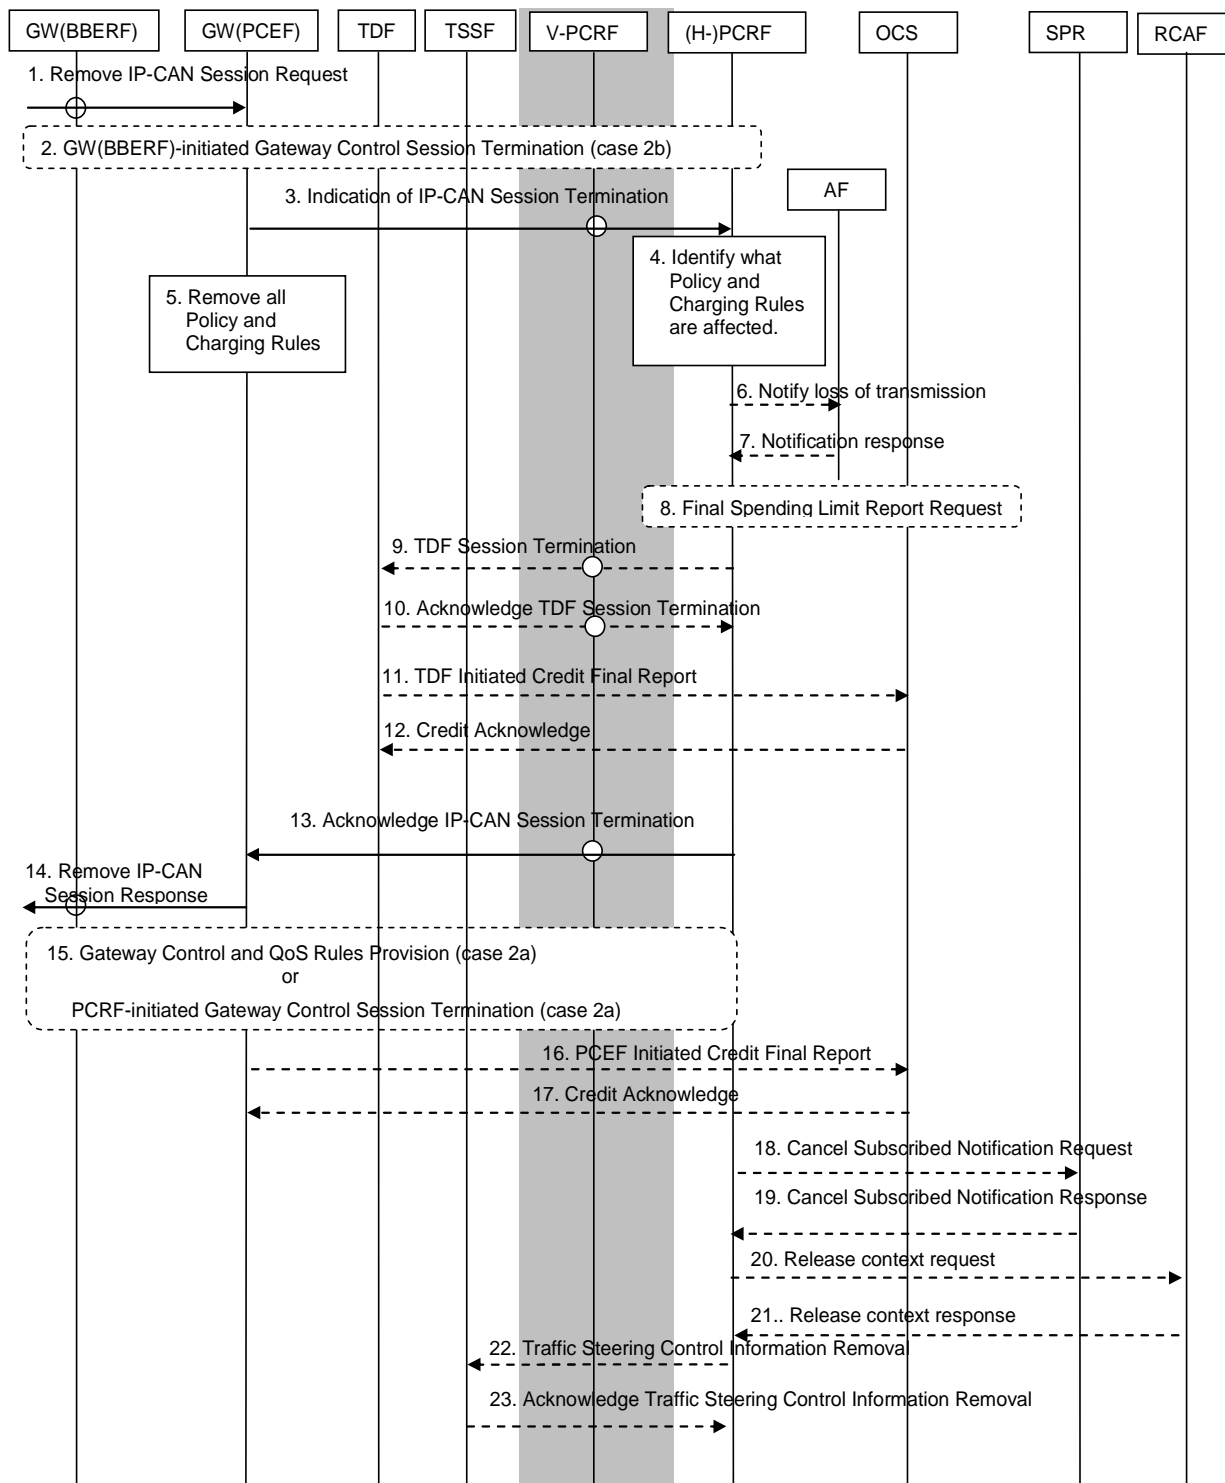 GW(BBERF)
GW(PCEF)
TDF
TSSF
V-PCRF
(H-)PCRF
OCS
SPR
RCAF
1. Remove IP-CAN Session Request
2. GW(BBERF)-initiated Gateway Control Session Termination (case 2b)
3. Indication of IP-CAN Session Termination
AF
4. Identify what
Policy and
Charging Rules
are affected.
5. Remove all
Policy and
Charging Rules
6. Notify loss of transmission
7. Notification response
8. Final Spending Limit Report Request
9. TDF Session Termination
10. Acknowledge TDF Session Termination
11. TDF Initiated Credit Final Report
12. Credit Acknowledge
13. Acknowledge IP-CAN Session Termination
14. Remove IP-CAN
Session Response
15. Gateway Control and QoS Rules Provision (case 2a)
or
PCRF-initiated Gateway Control Session Termination (case 2a)
16. PCEF Initiated Credit Final Report
17. Credit Acknowledge
18. Cancel Subscribed Notification Request
19. Cancel Subscribed Notification Response
20. Release context request
21.. Release context response
22. Traffic Steering Control Information Removal
23. Acknowledge Traffic Steering Control Information Removal